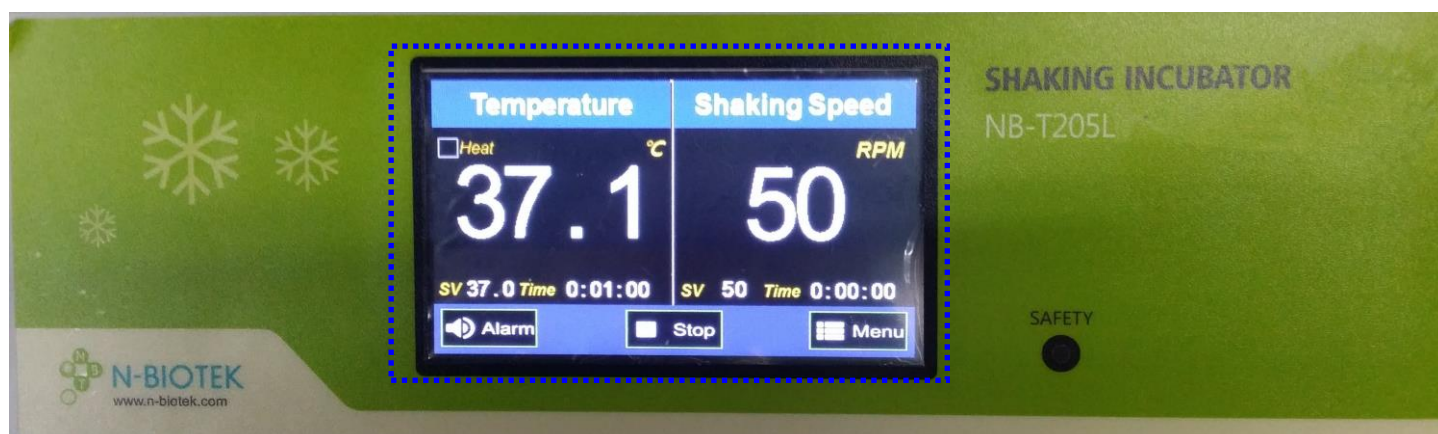 Temperature
Shaking Speed
Heat
℃
RPM
37.1
50
SV 37.0 Time 0:01:00
SV 50 Time 0:00:00
Alarm
Stop
Menu
SHAKING INCUBATOR
NB-T205L
SAFETY
N
B
T
N-BIOTEK
www.n-biotek.com